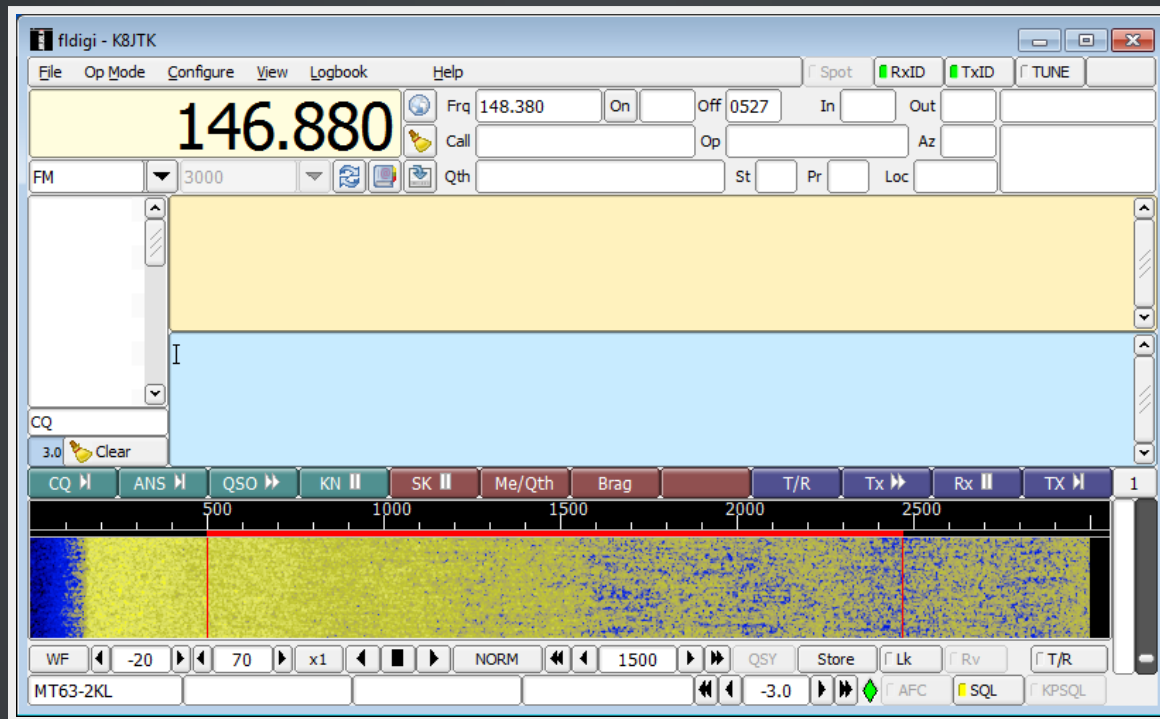 fldigi - K8JTK
File Op Mode Configure View Logbook Help Spot RxID TxID TUNE
146.880 Frq 148.380 On Off 0527 In Out
Call Op Az
FM 3000 Qth St Pr Loc
CQ
3.0 Clear
CQ ANS QSO KN SK Me/Qth Brag T/R Tx Rx TX 1
500 1000 1500 2000 2500
WF -20 70 x1 NORM 1500 QSY Store Lk Rv T/R
MT63-2KL -3.0 AFC SQL KPSQL